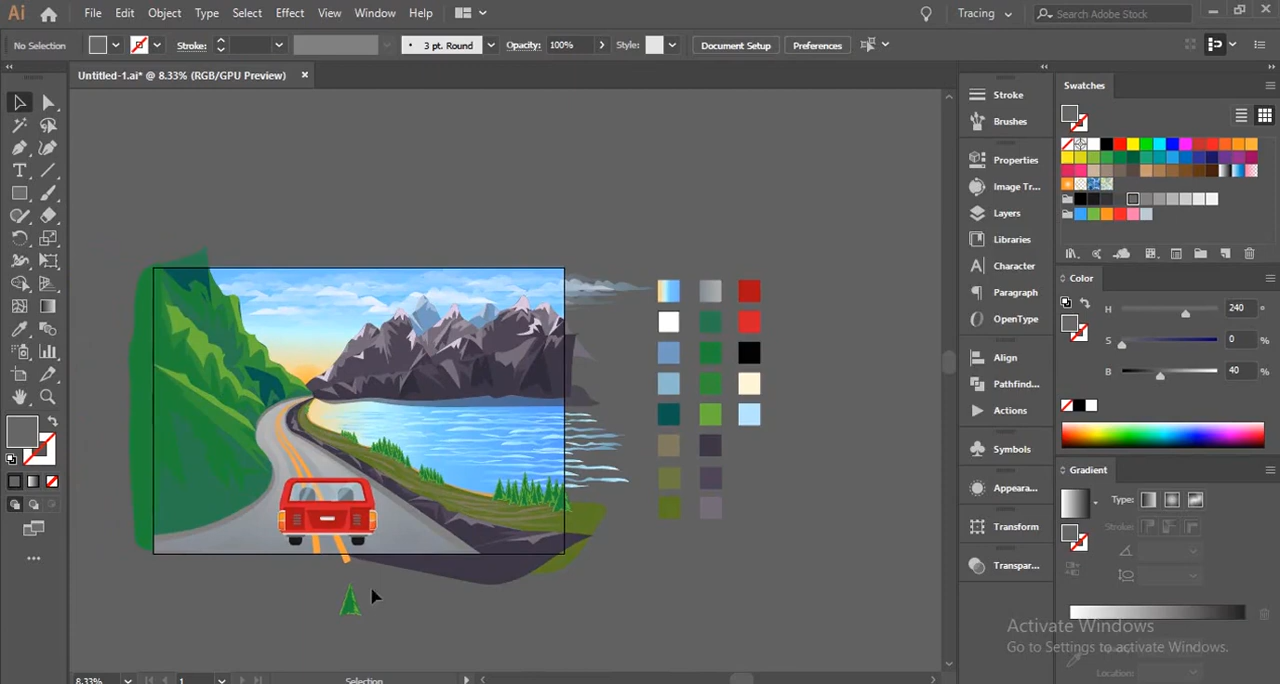 Ai File Edit Object Type Select Effect View Window Help Tracing Search Adobe Stock
No Selection Stroke: 3 pt. Round Opacity: 100% Style: Document Setup Preferences
Untitled-1.ai* @ 8.33% (RGB/GPU Preview)
Stroke
Brushes
Properties
Image Tr...
Layers
Libraries
Character
Paragraph
OpenType
Align
Pathfind...
Actions
Symbols
Appeara...
Transform
Transpar...
Swatches
Color
H 240 °
S 0 %
B 40 %
Gradient
Type:
Stroke:
Location:
Activate Windows
Go to Settings to activate Windows.
8.33% 1 Selection